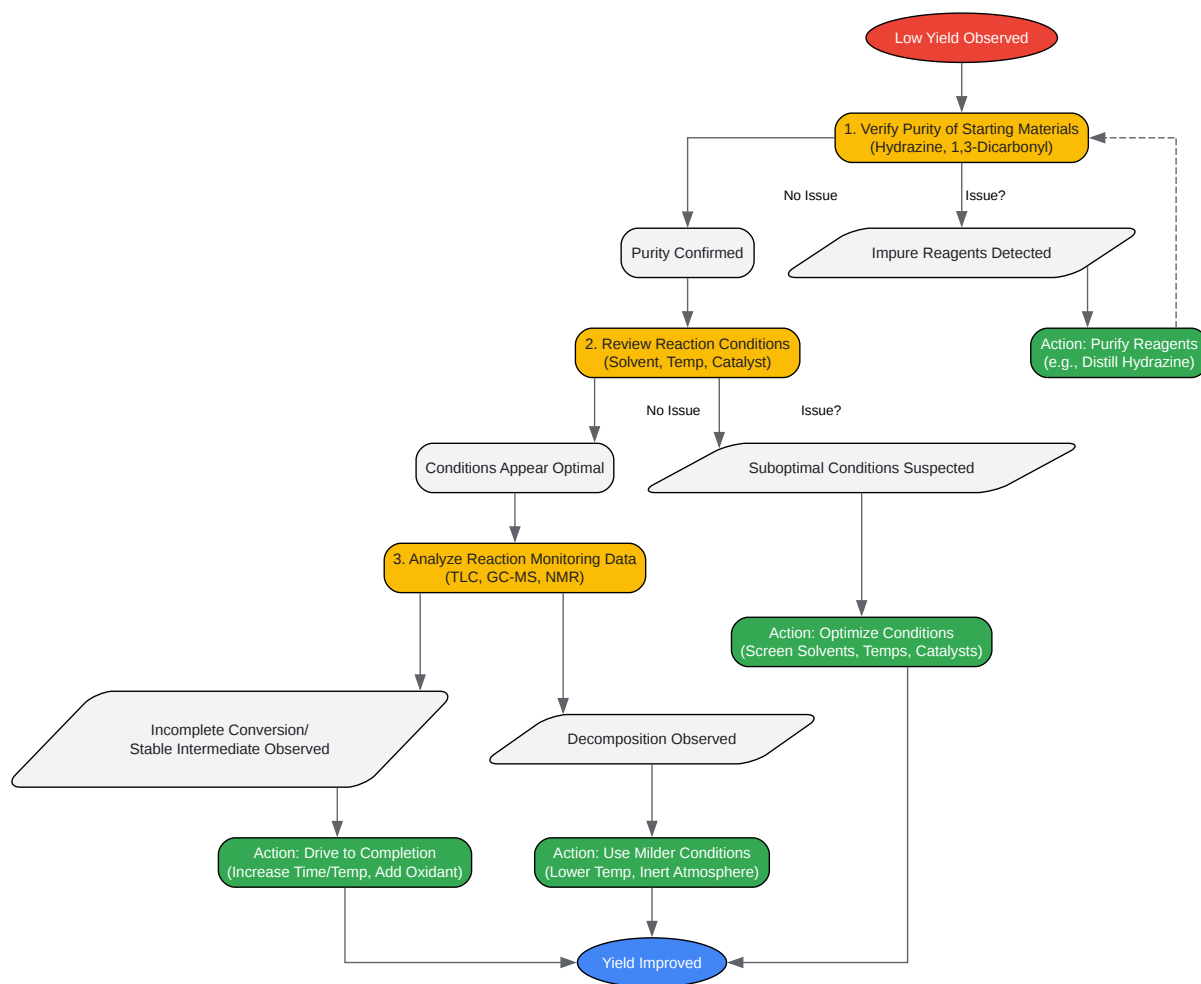 Low Yield Observed
1. Verify Purity of Starting Materials
(Hydrazine, 1,3-Dicarbonyl)
No Issue
Issue?
Purity Confirmed
Impure Reagents Detected
2. Review Reaction Conditions
(Solvent, Temp, Catalyst)
Action: Purify Reagents
(e.g., Distill Hydrazine)
No Issue
Issue?
Conditions Appear Optimal
Suboptimal Conditions Suspected
3. Analyze Reaction Monitoring Data
(TLC, GC-MS, NMR)
Action: Optimize Conditions
(Screen Solvents, Temps, Catalysts)
Incomplete Conversion/
Stable Intermediate Observed
Decomposition Observed
Action: Drive to Completion
(Increase Time/Temp, Add Oxidant)
Action: Use Milder Conditions
(Lower Temp, Inert Atmosphere)
Yield Improved